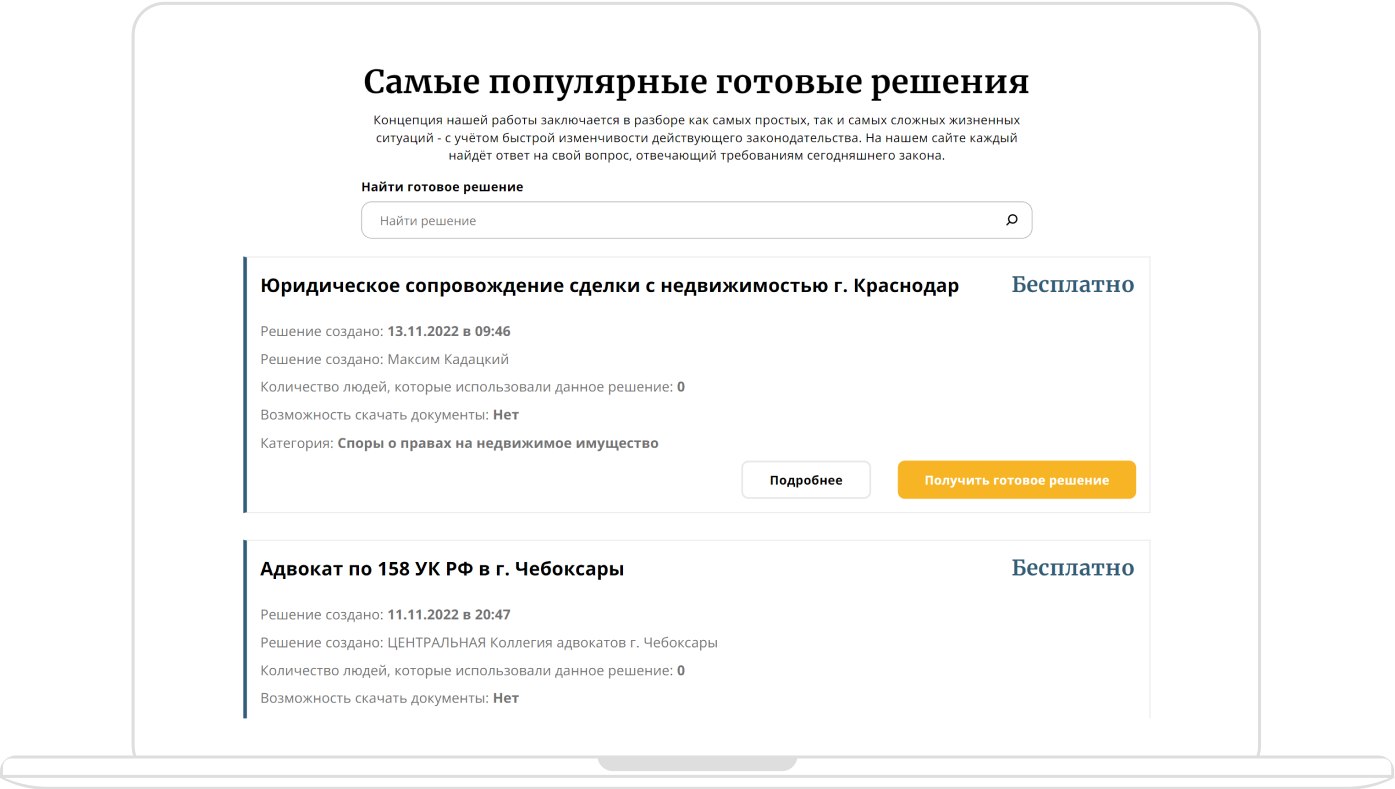 Самые популярные готовые решения
Концепция нашей работы заключается в разборе как самых простых, так и самых сложных жизненных
ситуаций - с учётом быстрой изменчивости действующего законодательства. На нашем сайте каждый
найдёт ответ на свой вопрос, отвечающий требованиям сегодняшнего закона.
Найти готовое решение
Найти решение
Юридическое сопровождение сделки с недвижимостью г. Краснодар
Бесплатно
Решение создано: 13.11.2022 в 09:46
Решение создано: Максим Кадацкий
Количество людей, которые использовали данное решение: 0
Возможность скачать документы: Нет
Категория: Споры о правах на недвижимое имущество
Подробнее
Получить готовое решение
Адвокат по 158 УК РФ в г. Чебоксары
Бесплатно
Решение создано: 11.11.2022 в 20:47
Решение создано: ЦЕНТРАЛЬНАЯ Коллегия адвокатов г. Чебоксары
Количество людей, которые использовали данное решение: 0
Возможность скачать документы: Нет